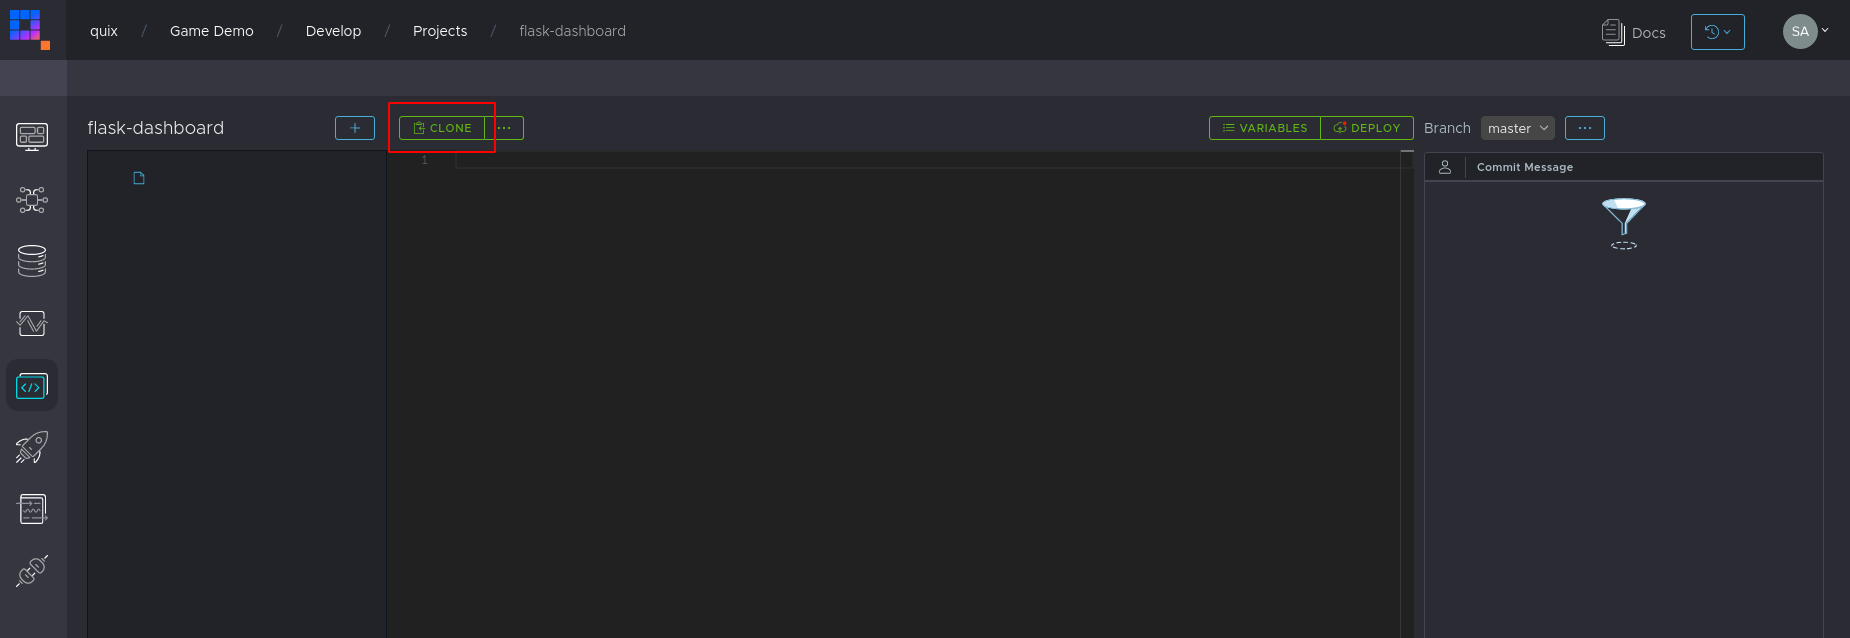 quix / Game Demo / Develop / Projects / flask-dashboard
Docs
SA
flask-dashboard
+
CLONE
...
VARIABLES
DEPLOY
Branch
master
...
1
Commit Message